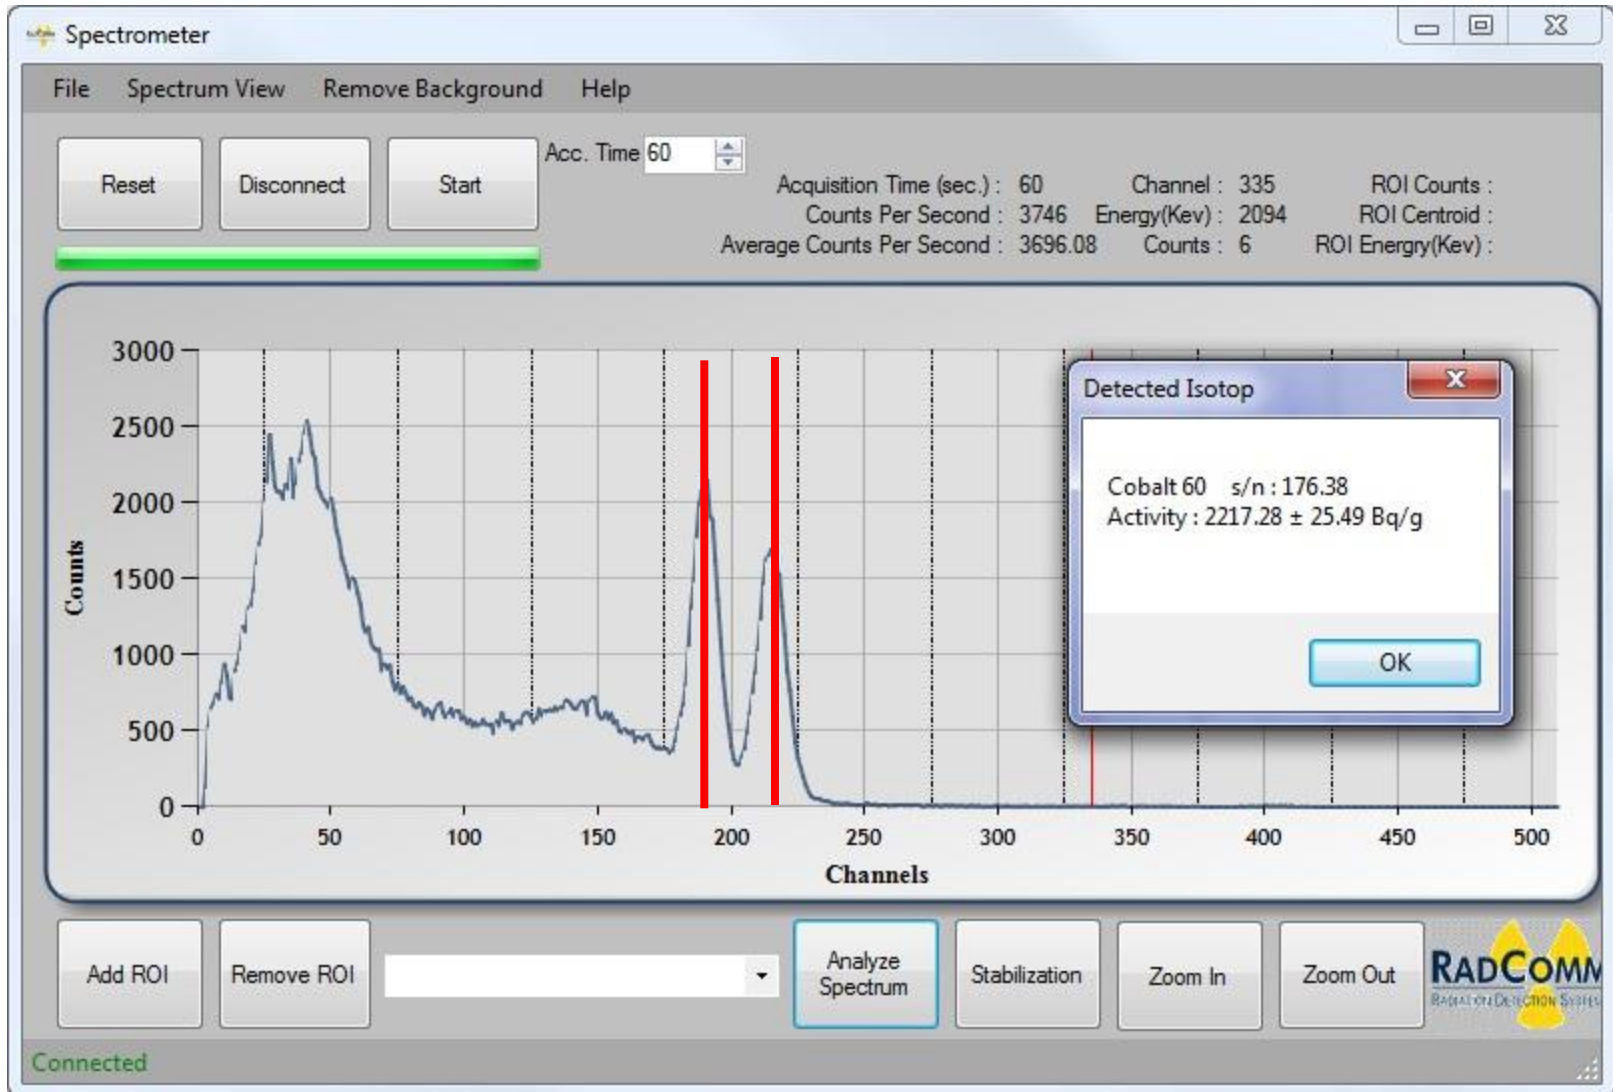 Spectrometer
File Spectrum View Remove Background Help
Reset Disconnect Start Acc. Time 60
Acquisition Time (sec.) : 60 Channel : 335 ROI Counts :
Counts Per Second : 3746 Energy(Kev) : 2094 ROI Centroid :
Average Counts Per Second : 3696.08 Counts : 6 ROI Energry(Kev) :
3000
2500
2000
1500
1000
500
0
Counts
0 50 100 150 200 250 300 350 400 450 500
Channels
Detected Isotop
Cobalt 60 s/n : 176.38
Activity : 2217.28 ± 25.49 Bq/g
OK
Add ROI Remove ROI Analyze Spectrum Stabilization Zoom In Zoom Out
RADCOMM
RADIATION DETECTION SYSTEM
Connected